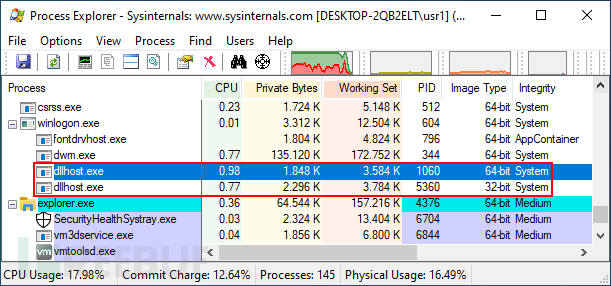 Process Explorer - Sysinternals: www.sysinternals.com [DESKTOP-2QB2ELT\usr1] (...
File Options View Process Find Users Help
Process CPU Private Bytes Working Set PID Image Type Integrity
csrss.exe 0.23 1.724 K 5.148 K 512 64-bit System
winlogon.exe 0.01 3.312 K 12.504 K 604 64-bit System
fontdrvhost.exe 1.804 K 4.824 K 796 64-bit AppContainer
dwm.exe 0.77 135.120 K 172.752 K 344 64-bit System
dllhost.exe 0.98 1.848 K 3.584 K 1060 64-bit System
dllhost.exe 0.77 2.296 K 3.784 K 5360 32-bit System
explorer.exe 0.36 64.544 K 157.216 K 4376 64-bit Medium
SecurityHealthSystray.exe 0.03 2.324 K 13.404 K 6704 64-bit Medium
vm3dservice.exe 0.04 1.856 K 6.800 K 6844 64-bit Medium
vm vmtoolsd.exe
CPU Usage: 17.98% Commit Charge: 12.64% Processes: 145 Physical Usage: 16.49%